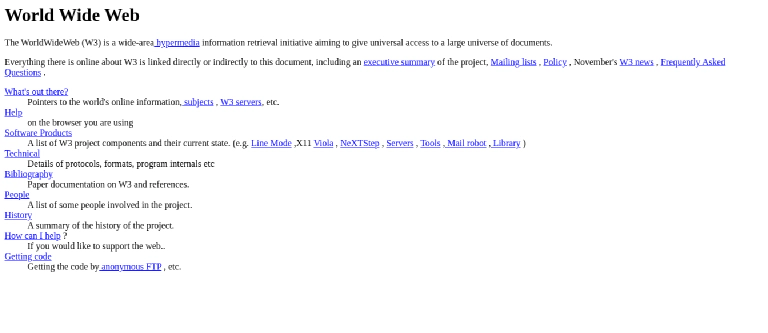 World Wide Web
The WorldWideWeb (W3) is a wide-area hypermedia information retrieval initiative aiming to give universal access to a large universe of documents.
Everything there is online about W3 is linked directly or indirectly to this document, including an executive summary of the project, Mailing lists , Policy , November's W3 news , Frequently Asked
Questions .
What's out there?
Pointers to the world's online information, subjects , W3 servers, etc.
Help
on the browser you are using
Software Products
A list of W3 project components and their current state. (e.g. Line Mode ,X11 Viola , NeXTStep , Servers , Tools , Mail robot , Library )
Technical
Details of protocols, formats, program internals etc
Bibliography
Paper documentation on W3 and references.
People
A list of some people involved in the project.
History
A summary of the history of the project.
How can I help ?
If you would like to support the web..
Getting code
Getting the code by anonymous FTP , etc.